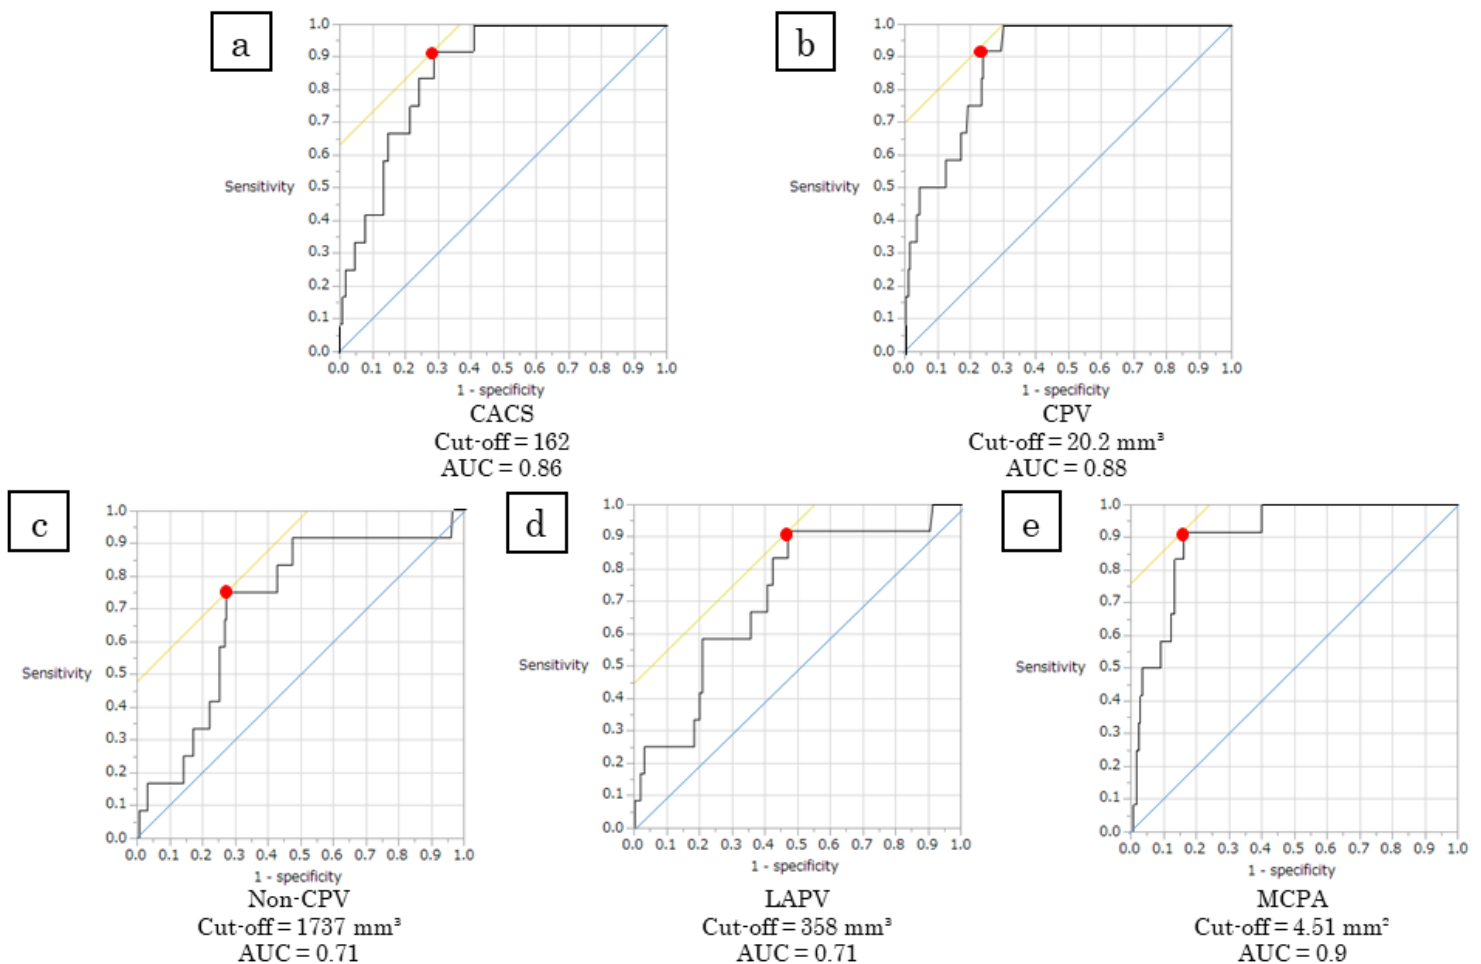 a
1.0
0.9
0.8
0.7
0.6
0.5
0.4
0.3
0.2
0.1
0.0
Sensitivity
0.0 0.1 0.2 0.3 0.4 0.5 0.6 0.7 0.8 0.9 1.0
1 - specificity
CACS
Cut-off = 162
AUC = 0.86
b
1.0
0.9
0.8
0.7
0.6
0.5
0.4
0.3
0.2
0.1
0.0
Sensitivity
0.0 0.1 0.2 0.3 0.4 0.5 0.6 0.7 0.8 0.9 1.0
1 - specificity
CPV
Cut-off = 20.2 mm³
AUC = 0.88
c
1.0
0.9
0.8
0.7
0.6
0.5
0.4
0.3
0.2
0.1
0.0
Sensitivity
0.0 0.1 0.2 0.3 0.4 0.5 0.6 0.7 0.8 0.9 1.0
1 - specificity
Non-CPV
Cut-off = 1737 mm³
AUC = 0.71
d
1.0
0.9
0.8
0.7
0.6
0.5
0.4
0.3
0.2
0.1
0.0
Sensitivity
0.0 0.1 0.2 0.3 0.4 0.5 0.6 0.7 0.8 0.9 1.0
1 - specificity
LAPV
Cut-off = 358 mm³
AUC = 0.71
e
1.0
0.9
0.8
0.7
0.6
0.5
0.4
0.3
0.2
0.1
0.0
Sensitivity
0.0 0.1 0.2 0.3 0.4 0.5 0.6 0.7 0.8 0.9 1.0
1 - specificity
MCPA
Cut-off = 4.51 mm²
AUC = 0.9